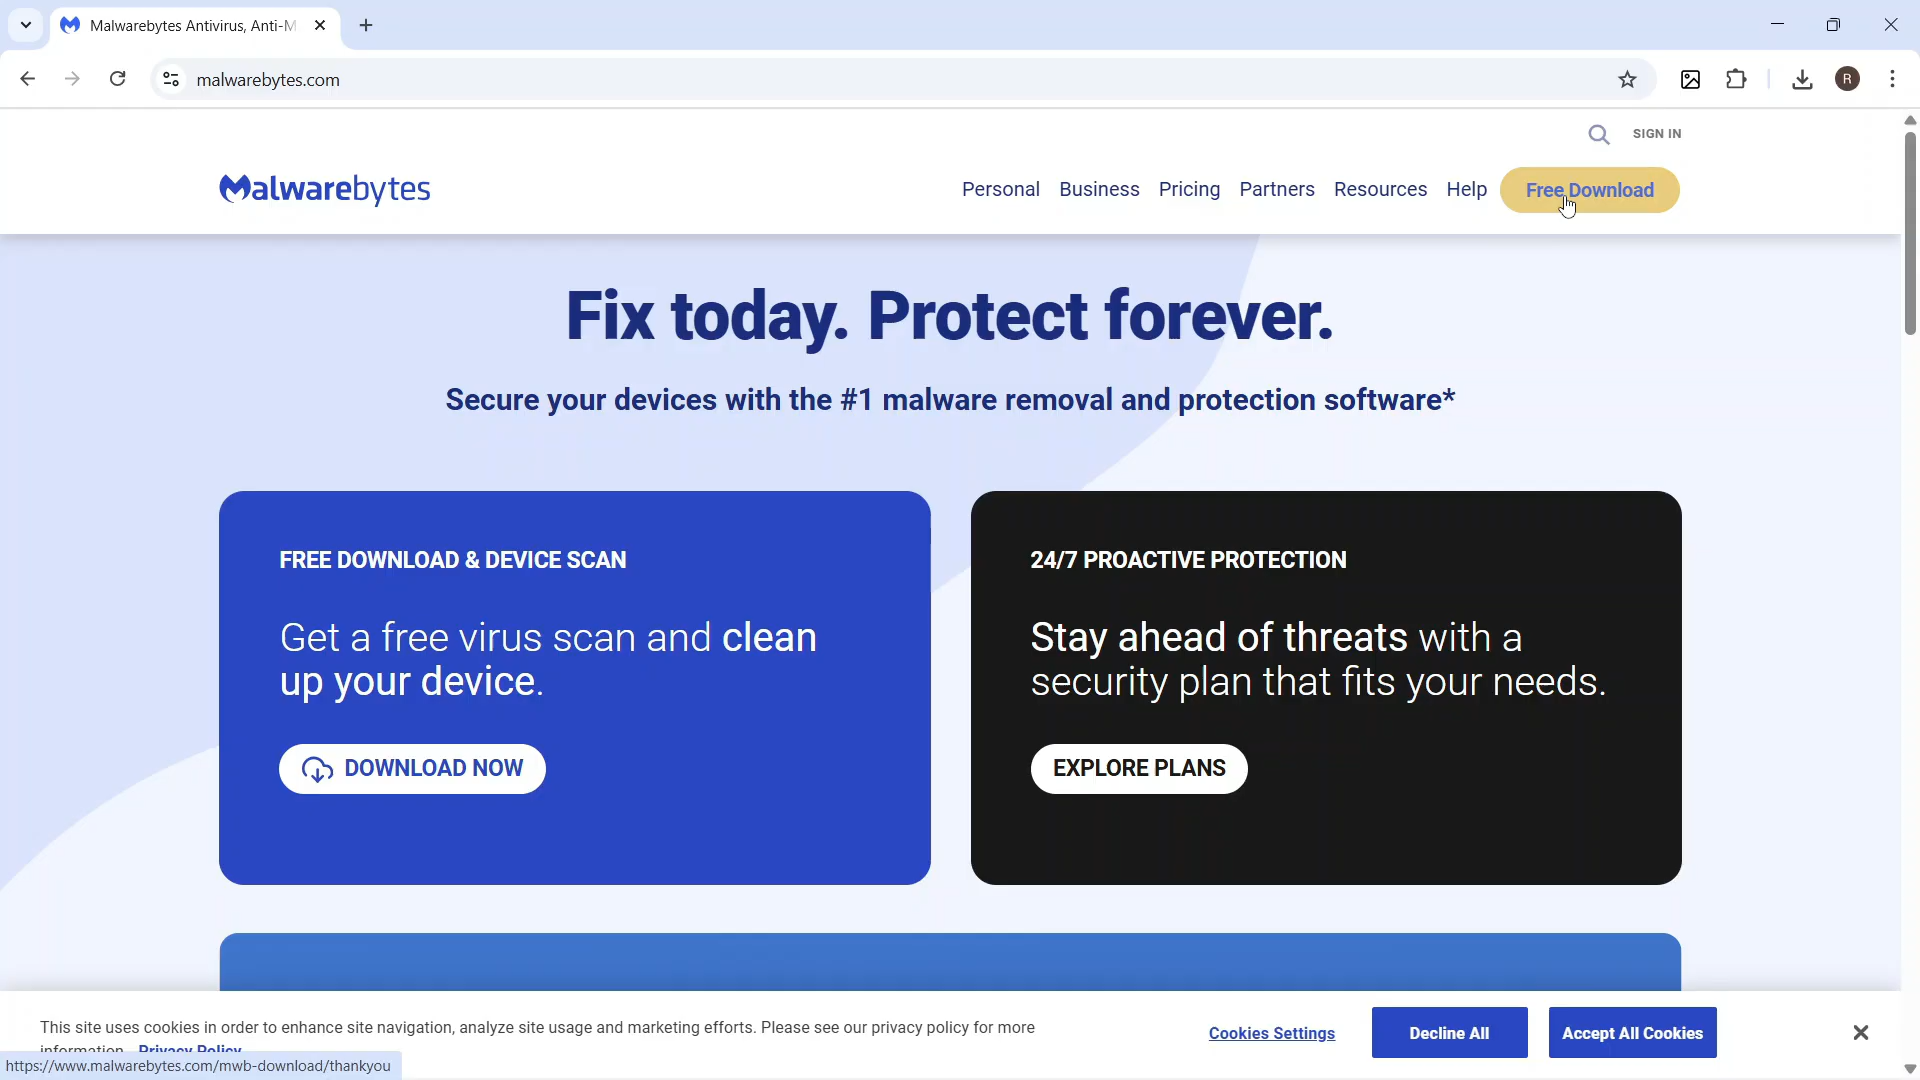 Malwarebytes Antivirus, Anti-M
malwarebytes.com
R
SIGN IN
Malwarebytes
Personal Business Pricing Partners Resources Help Free Download
Fix today. Protect forever.
Secure your devices with the #1 malware removal and protection software*
FREE DOWNLOAD & DEVICE SCAN
Get a free virus scan and clean
up your device.
DOWNLOAD NOW
24/7 PROACTIVE PROTECTION
Stay ahead of threats with a
security plan that fits your needs.
EXPLORE PLANS
This site uses cookies in order to enhance site navigation, analyze site usage and marketing efforts. Please see our privacy policy for more
information. Privacy Policy
Cookies Settings
Decline All
Accept All Cookies
https://www.malwarebytes.com/mwb-download/thankyou